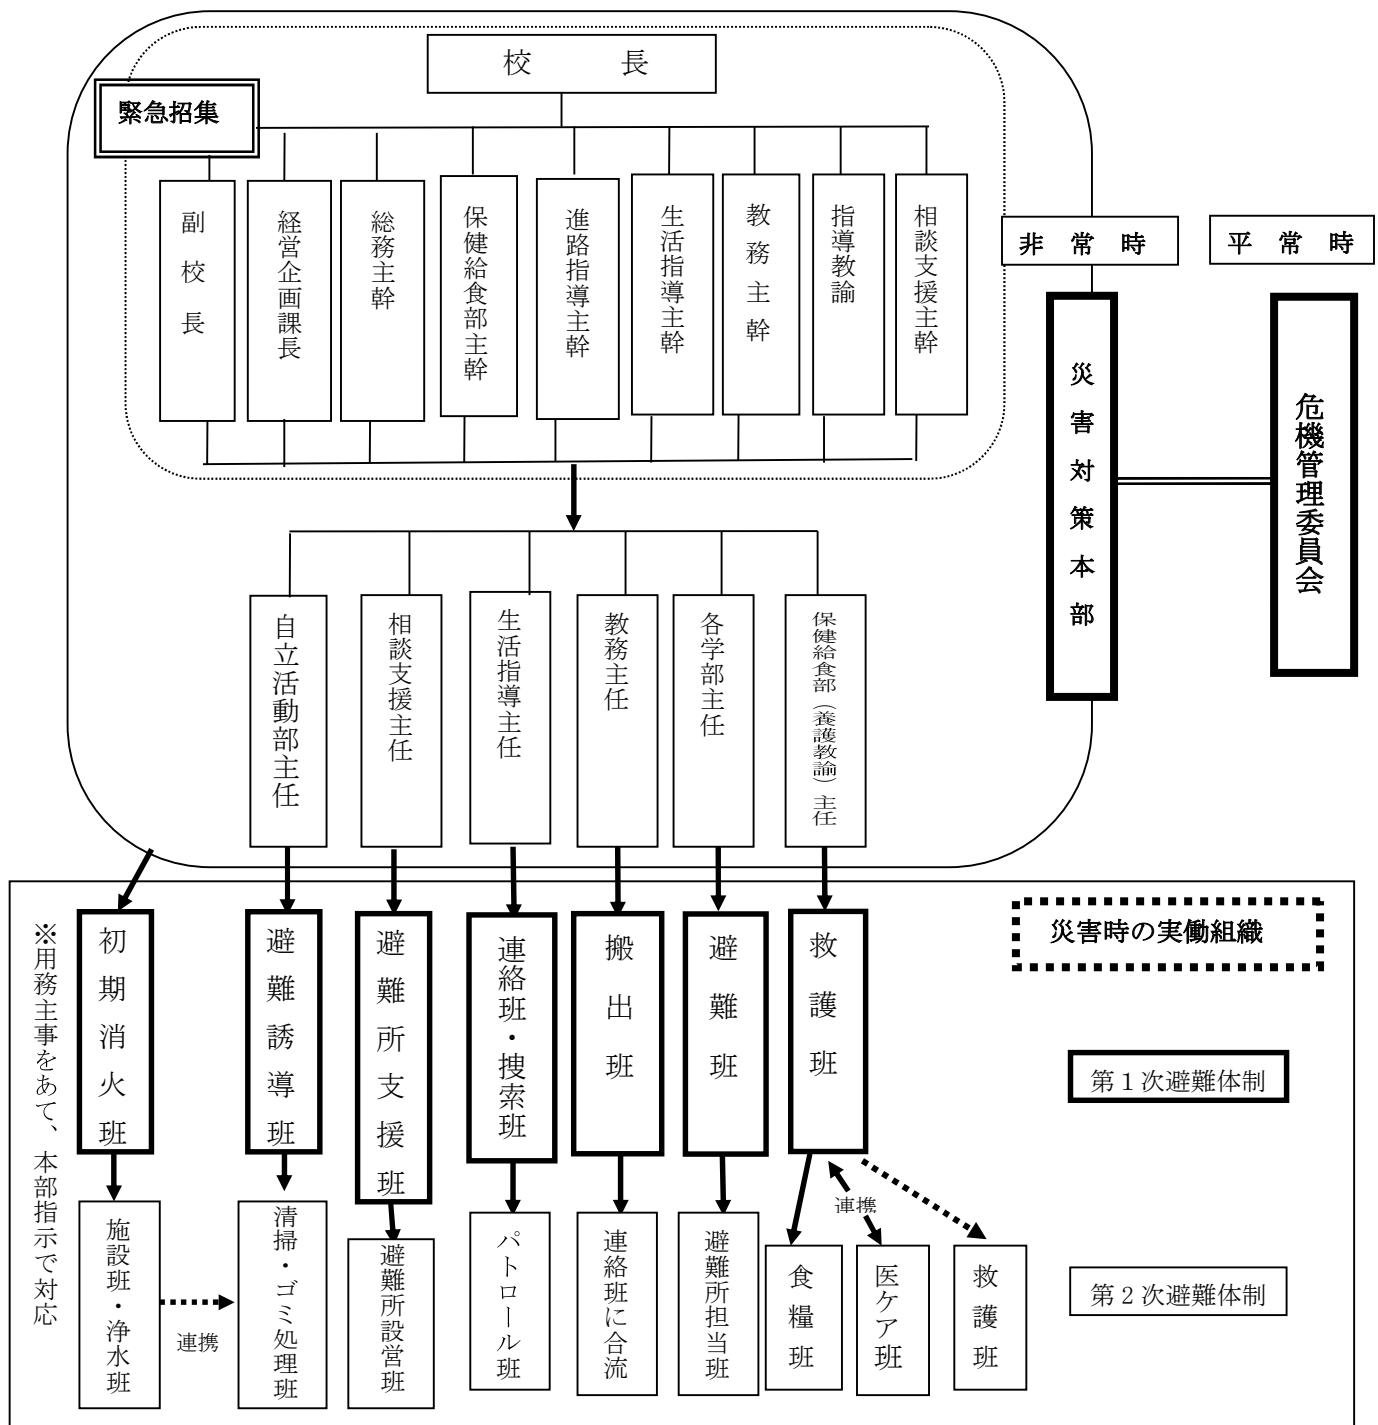 校　　長
緊急招集
副校長
経営企画課長
総務主幹
保健給食部主幹
進路指導主幹
生活指導主幹
教務主幹
指導教諭
相談支援主幹
非常時
平常時
災害対策本部
危機管理委員会
自立活動部主任
相談支援主任
生活指導主任
教務主任
各学部主任
保健給食部（養護教諭）主任
※用務主事をあて、本部指示で対応
初期消火班
避難誘導班
避難所支援班
連絡班・捜索班
搬出班
避難班
救護班
災害時の実働組織
第１次避難体制
施設班・浄水班
連携
清掃・ゴミ処理班
避難所設営班
パトロール班
連絡班に合流
避難所担当班
連携
食糧班
医ケア班
救護班
第２次避難体制